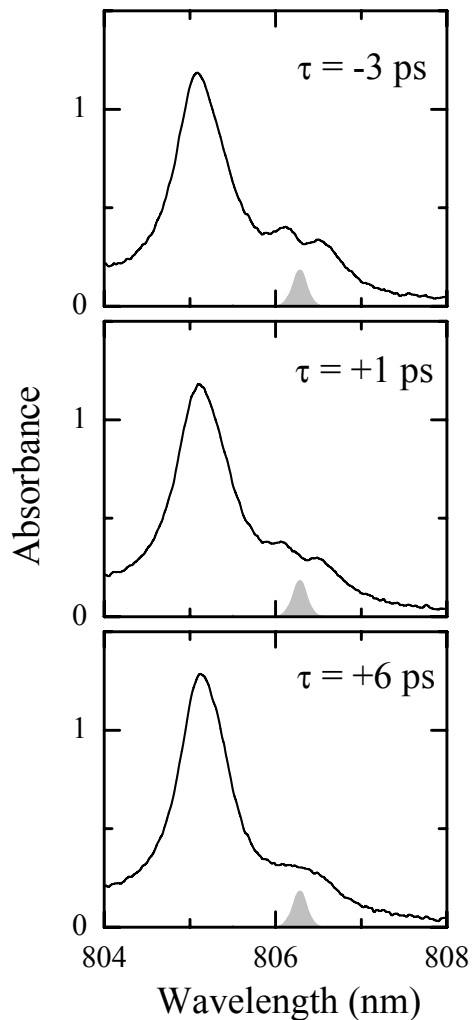 τ = -3 ps
1
0
τ = +1 ps
1
0
Absorbance
τ = +6 ps
1
0
804 806 808
Wavelength (nm)